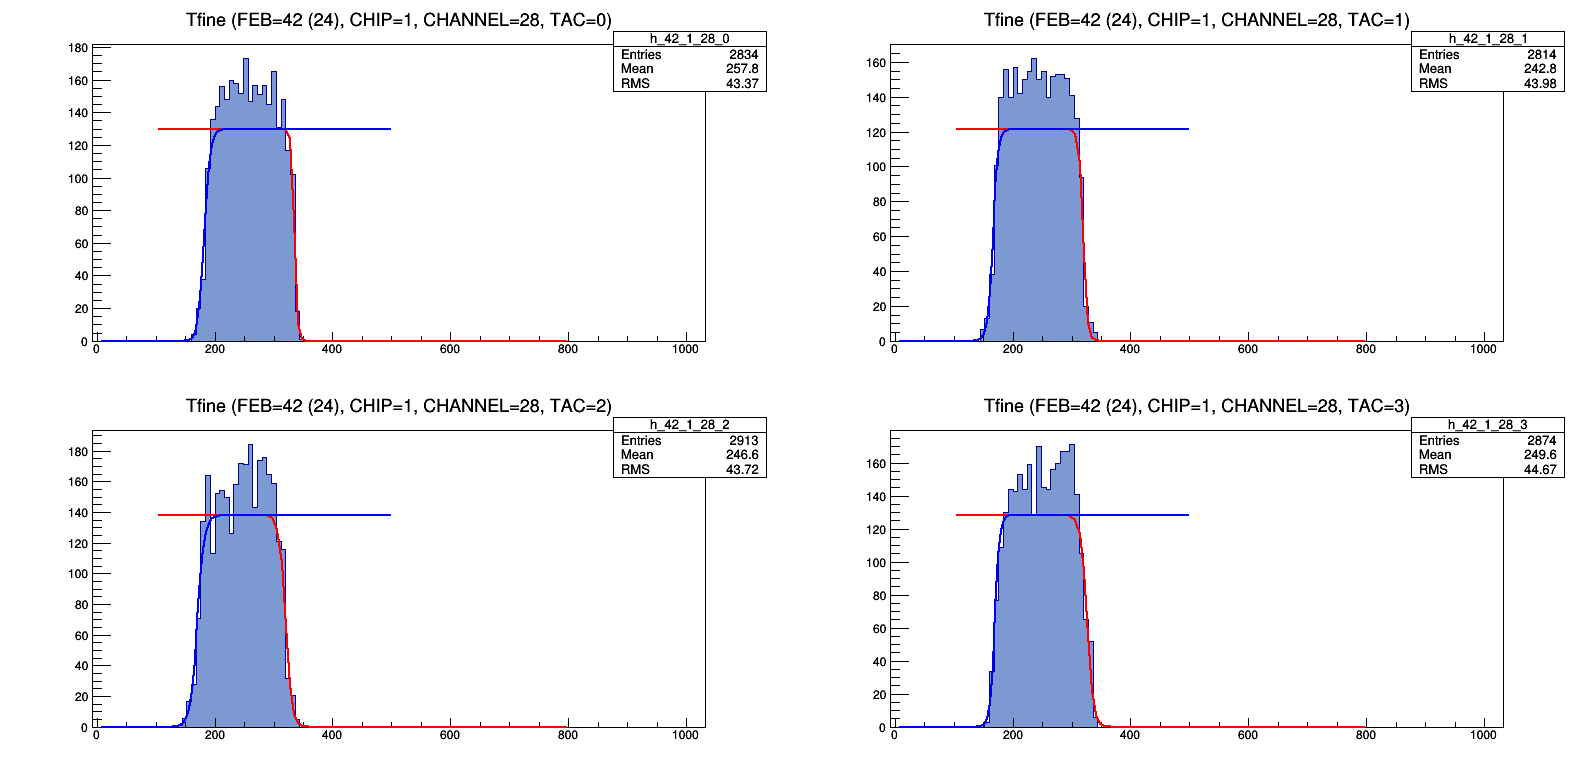 Tfine (FEB=42 (24), CHIP=1, CHANNEL=28, TAC=0)
h_42_1_28_0
Entries 2834
Mean 257.8
RMS 43.37
180
160
140
120
100
80
60
40
20
0
0 200 400 600 800 1000
Tfine (FEB=42 (24), CHIP=1, CHANNEL=28, TAC=1)
h_42_1_28_1
Entries 2814
Mean 242.8
RMS 43.98
160
140
120
100
80
60
40
20
0
0 200 400 600 800 1000
Tfine (FEB=42 (24), CHIP=1, CHANNEL=28, TAC=2)
h_42_1_28_2
Entries 2913
Mean 246.6
RMS 43.72
180
160
140
120
100
80
60
40
20
0
0 200 400 600 800 1000
Tfine (FEB=42 (24), CHIP=1, CHANNEL=28, TAC=3)
h_42_1_28_3
Entries 2874
Mean 249.6
RMS 44.67
160
140
120
100
80
60
40
20
0
0 200 400 600 800 1000